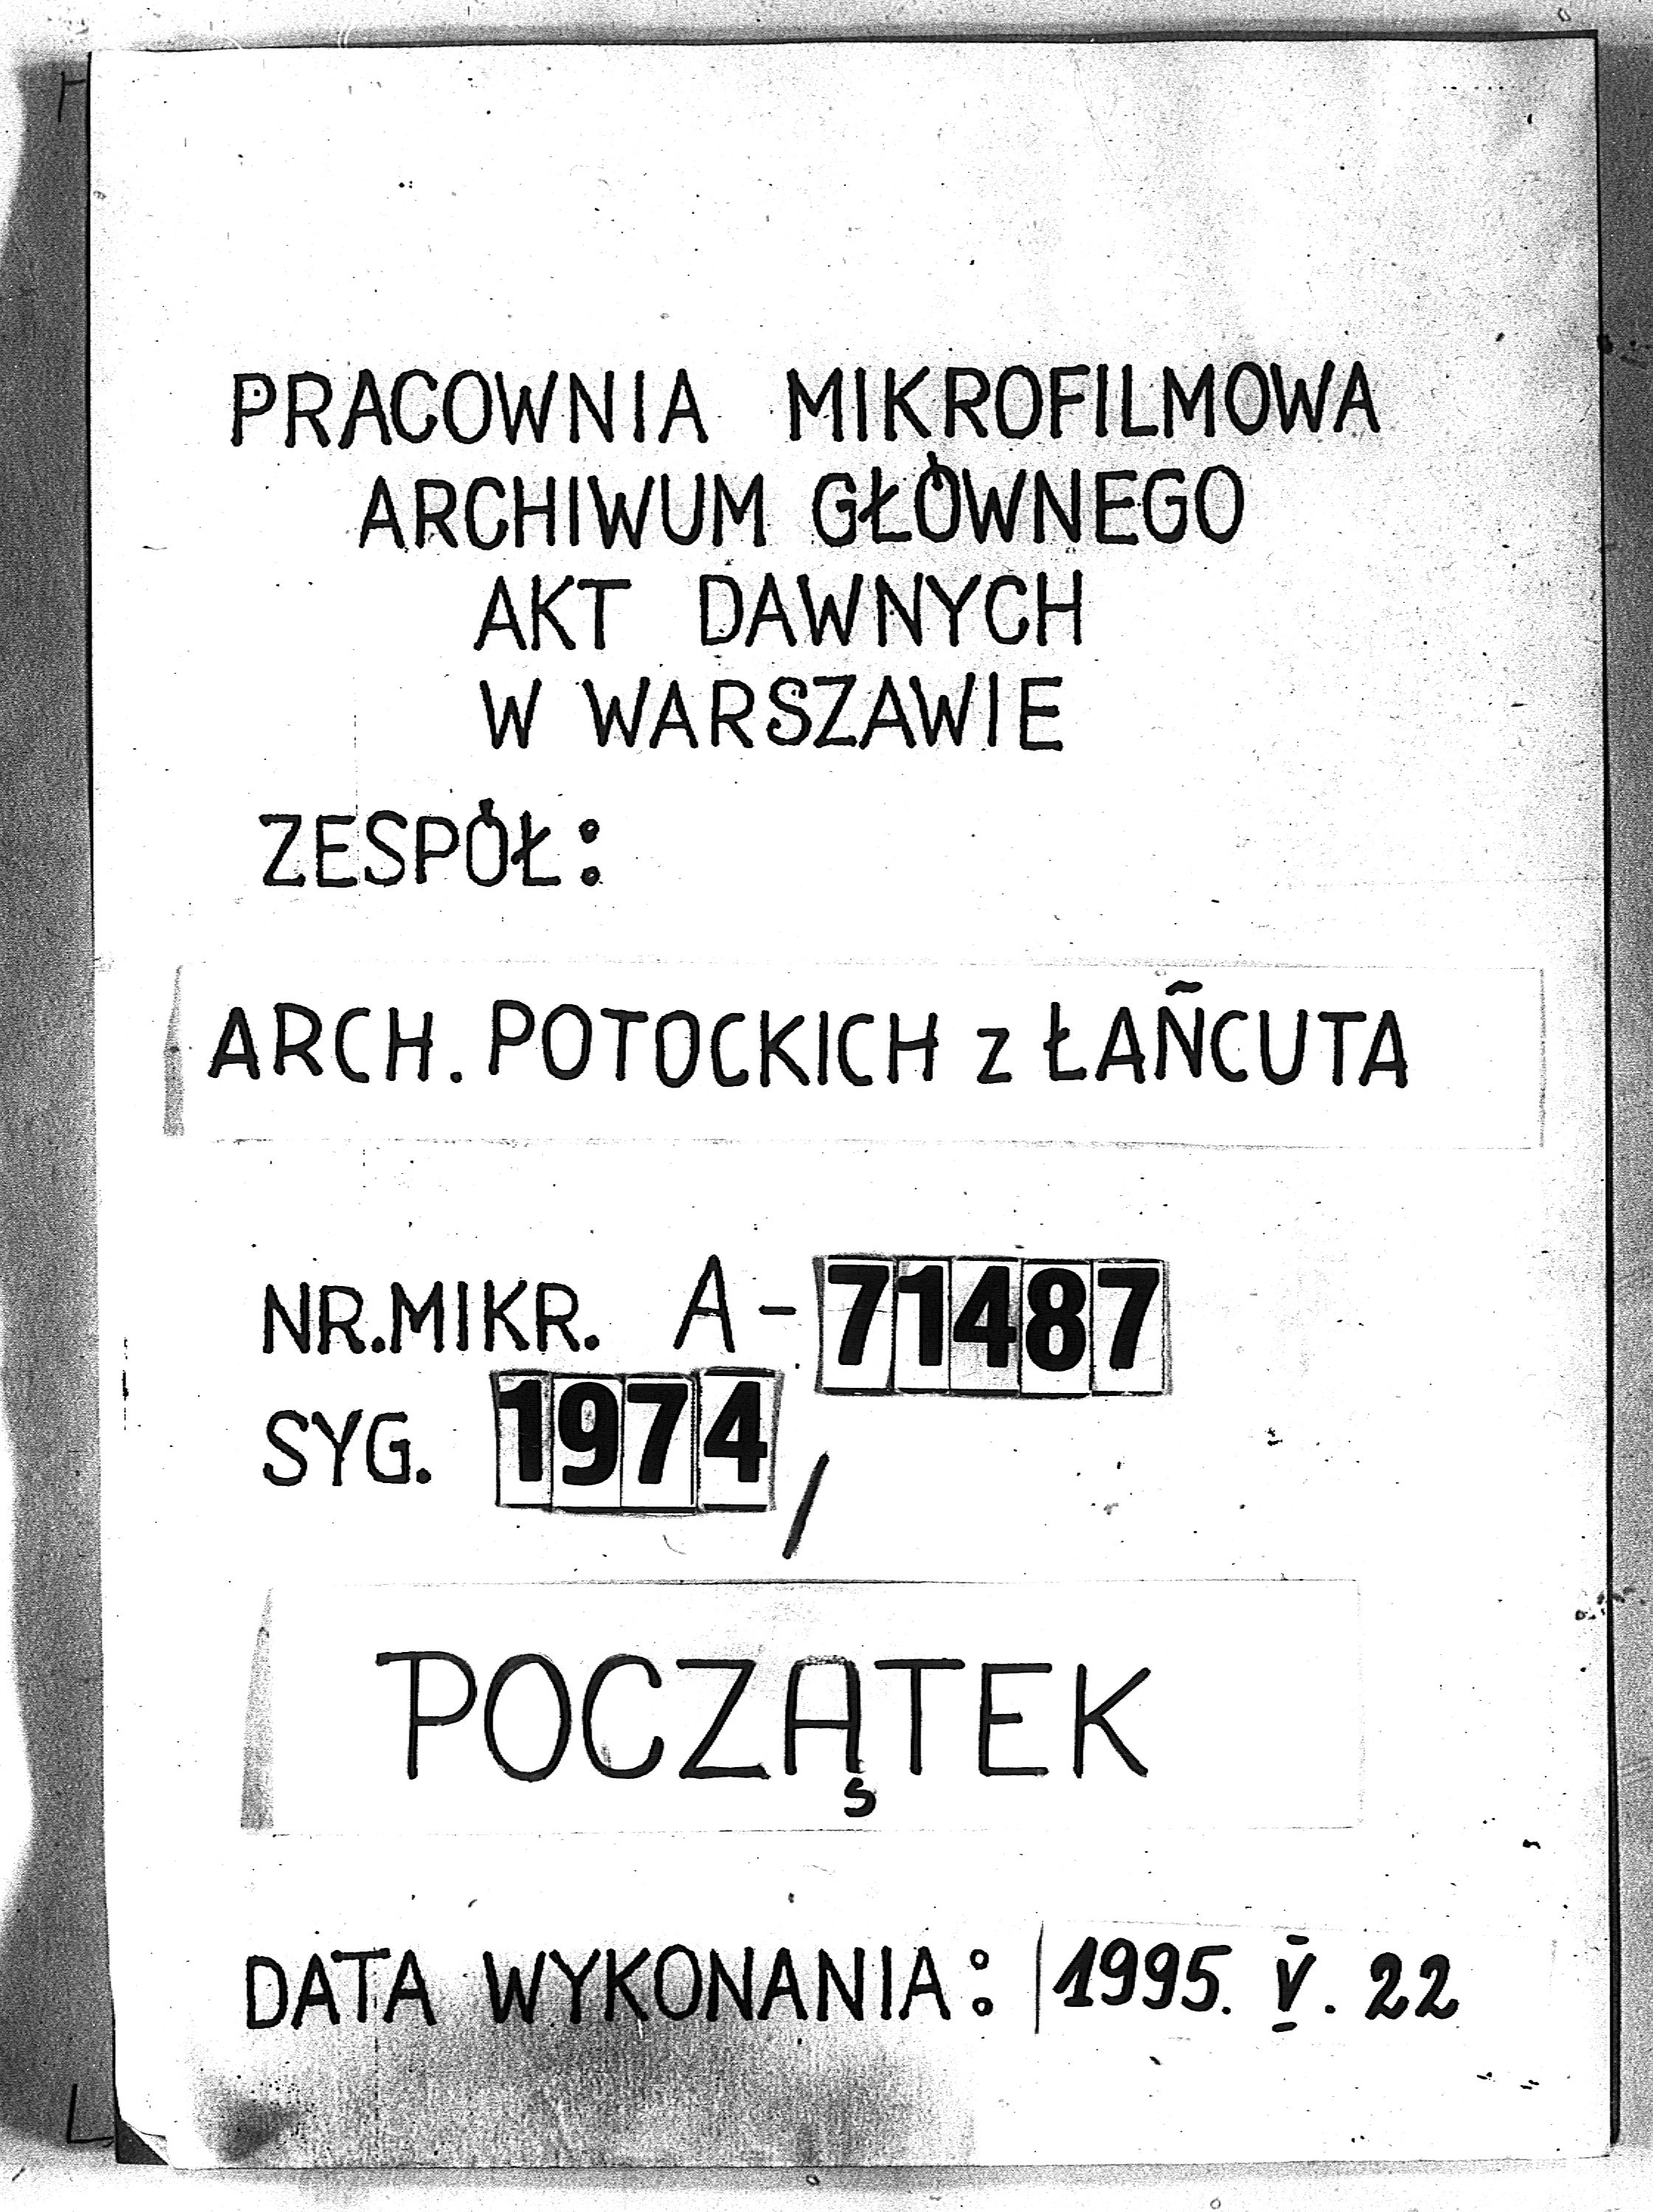 PRACOWNIA MIKROFILMOWA
ARCHIWUM GŁÓWNEGO
AKT DAWNYCH
W WARSZAWIE
ZESPÓŁ:
ARCH. POTOCKICH z ŁAŃCUTA
NR.MIKR. A-71487
SYG. 1974/
POCZĄTEK
DATA WYKONANIA: 1995. V. 22